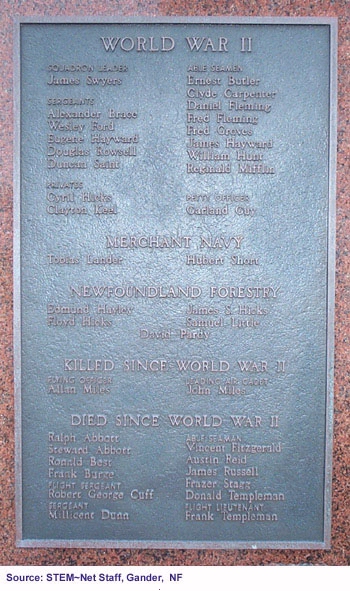 WORLD WAR II
SQUADRON LEADER
James Swyers
SERGEANTS
Alexander Brace
Wesley Ford
Eugene Hayward
Douglas Rowsell
Duncan Saint
PRIVATES
Cyril Hicks
Clayton Keel
ABLE SEAMEN
Ernest Butler
Clyde Carpenter
Daniel Fleming
Fred Fleming
Fred Groves
James Hayward
William Hunt
Reginald Mifflin
PETTY OFFICER
Garland Guy
MERCHANT NAVY
Tobias Lander Hubert Short
NEWFOUNDLAND FORESTRY
Edmund Hayley James S. Hicks
Floyd Hicks Samuel Little
David Pardy
KILLED SINCE WORLD WAR II
FLYING OFFICER
Allan Miles
LEADING AIR CADET
John Miles
DIED SINCE WORLD WAR II
Ralph Abbott
Steward Abbott
Ronald Best
Frank Burge
FLIGHT SERGEANT
Robert George Cuff
SERGEANT
Millicent Dunn
ABLE SEAMAN
Vincent Fitzgerald
Austin Reid
James Russell
Frazer Stagg
Donald Templeman
FLIGHT LIEUTENANT
Frank Templeman
Source: STEM~Net Staff, Gander, NF